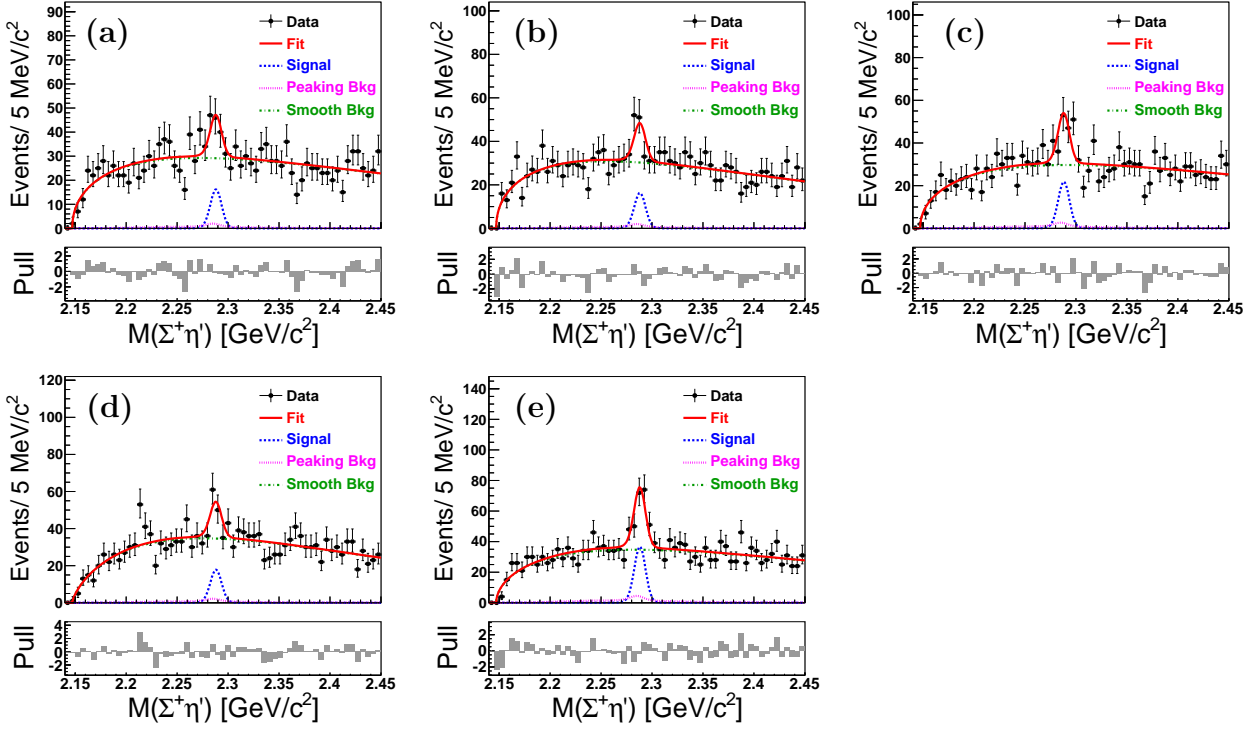 (a)
Data
Fit
Signal
Peaking Bkg
Smooth Bkg
Events/ 5 MeV/c²
90
80
70
60
50
40
30
20
10
0
Pull
2
0
−2
2.15 2.2 2.25 2.3 2.35 2.4 2.45
M(Σ⁺η') [GeV/c²]
(b)
Data
Fit
Signal
Peaking Bkg
Smooth Bkg
Events/ 5 MeV/c²
100
80
60
40
20
0
Pull
2
0
−2
2.15 2.2 2.25 2.3 2.35 2.4 2.45
M(Σ⁺η') [GeV/c²]
(c)
Data
Fit
Signal
Peaking Bkg
Smooth Bkg
Events/ 5 MeV/c²
100
80
60
40
20
0
Pull
2
0
−2
2.15 2.2 2.25 2.3 2.35 2.4 2.45
M(Σ⁺η') [GeV/c²]
(d)
Data
Fit
Signal
Peaking Bkg
Smooth Bkg
Events/ 5 MeV/c²
120
100
80
60
40
20
0
Pull
4
2
0
−2
2.15 2.2 2.25 2.3 2.35 2.4 2.45
M(Σ⁺η') [GeV/c²]
(e)
Data
Fit
Signal
Peaking Bkg
Smooth Bkg
Events/ 5 MeV/c²
140
120
100
80
60
40
20
0
Pull
2
0
−2
2.15 2.2 2.25 2.3 2.35 2.4 2.45
M(Σ⁺η') [GeV/c²]